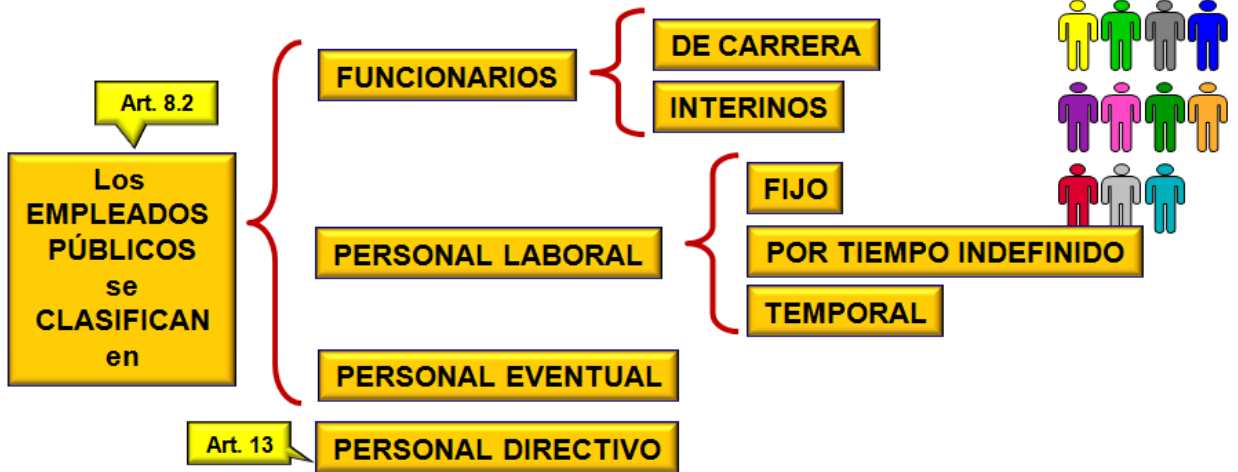 Art. 8.2
Los
EMPLEADOS
PÚBLICOS
se
CLASIFICAN
en
FUNCIONARIOS
DE CARRERA
INTERINOS
PERSONAL LABORAL
FIJO
POR TIEMPO INDEFINIDO
TEMPORAL
PERSONAL EVENTUAL
Art. 13
PERSONAL DIRECTIVO